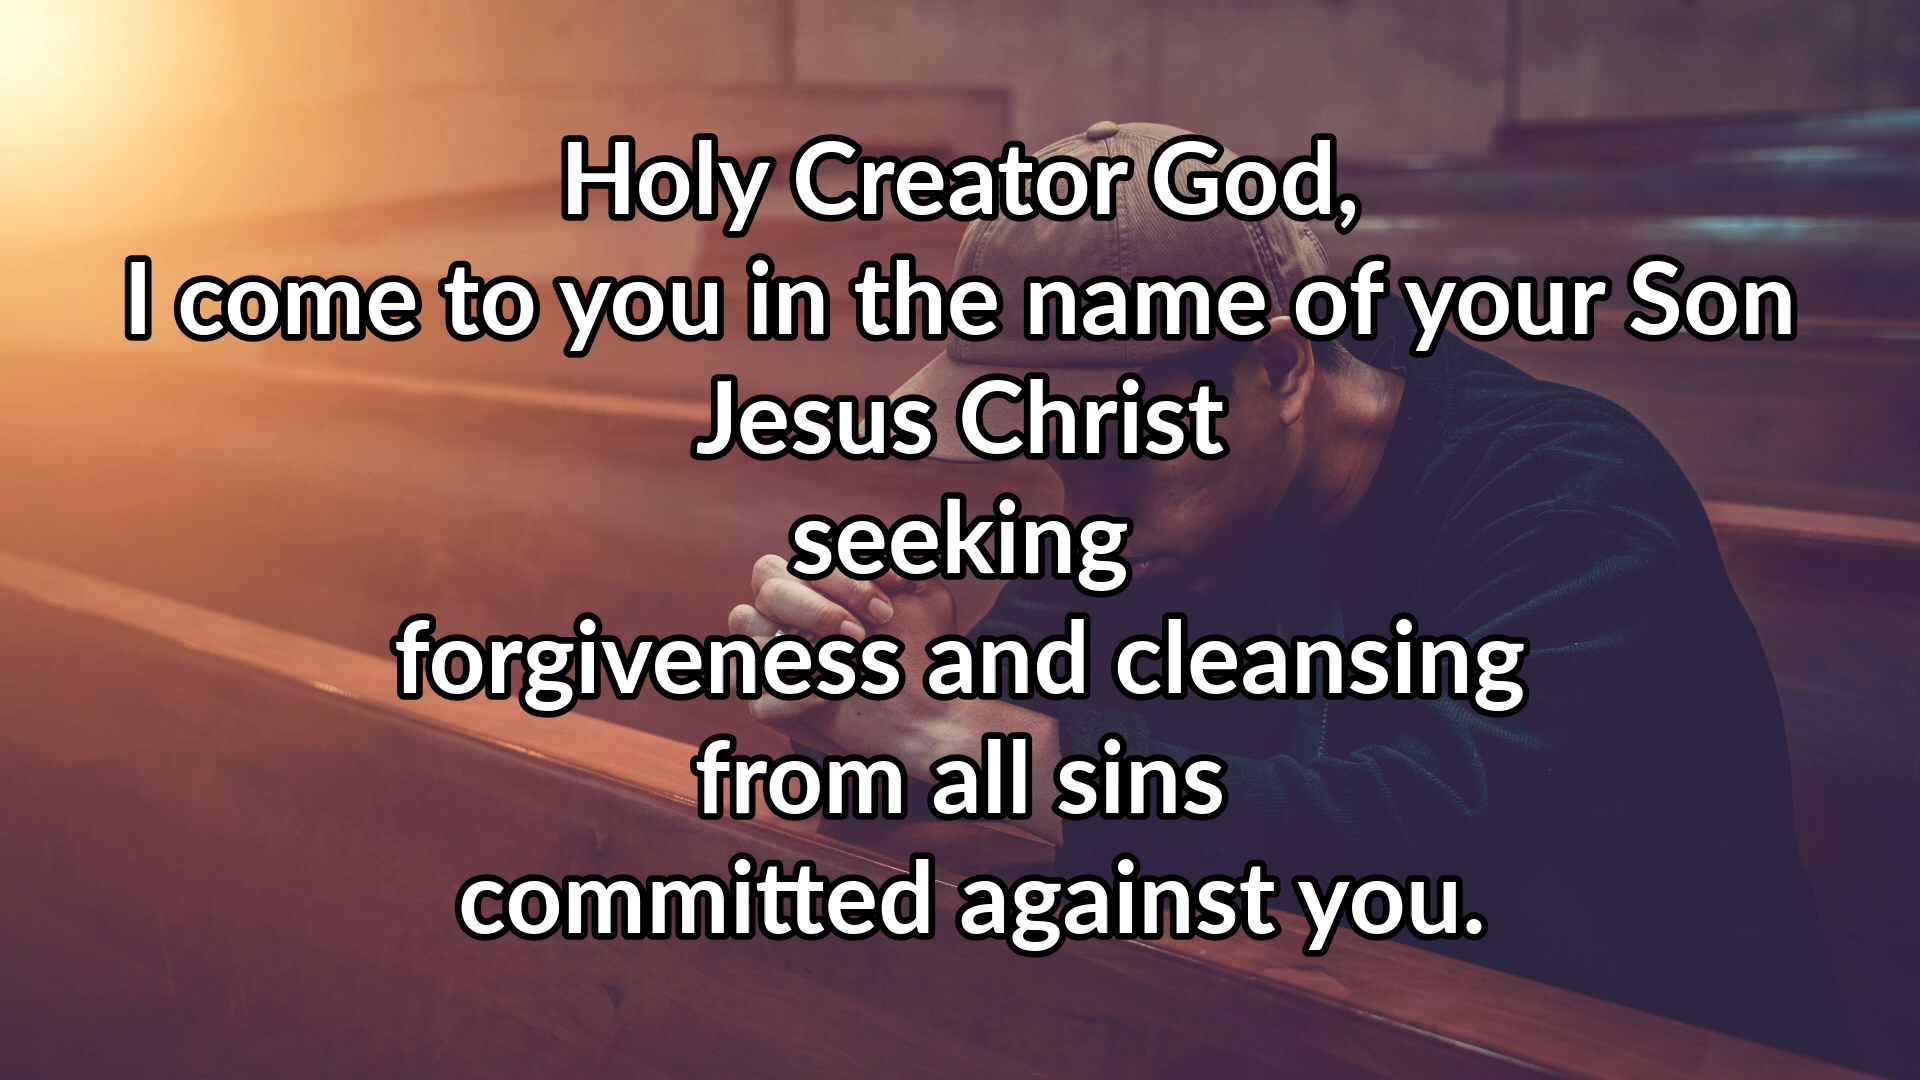 Holy Creator God,
I come to you in the name of your Son
Jesus Christ
seeking
forgiveness and cleansing
from all sins
committed against you.